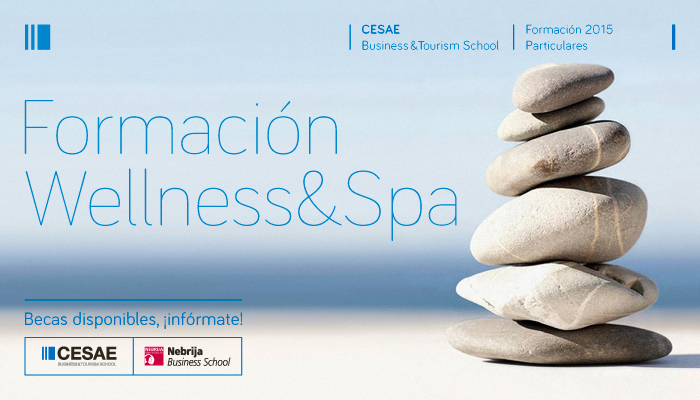 CESAE
Business&Tourism School
Formación 2015
Particulares
Formación
Wellness&Spa
Becas disponibles, ¡infórmate!
CESAE
BUSINESS&TOURISM SCHOOL
Nebrija
Business School